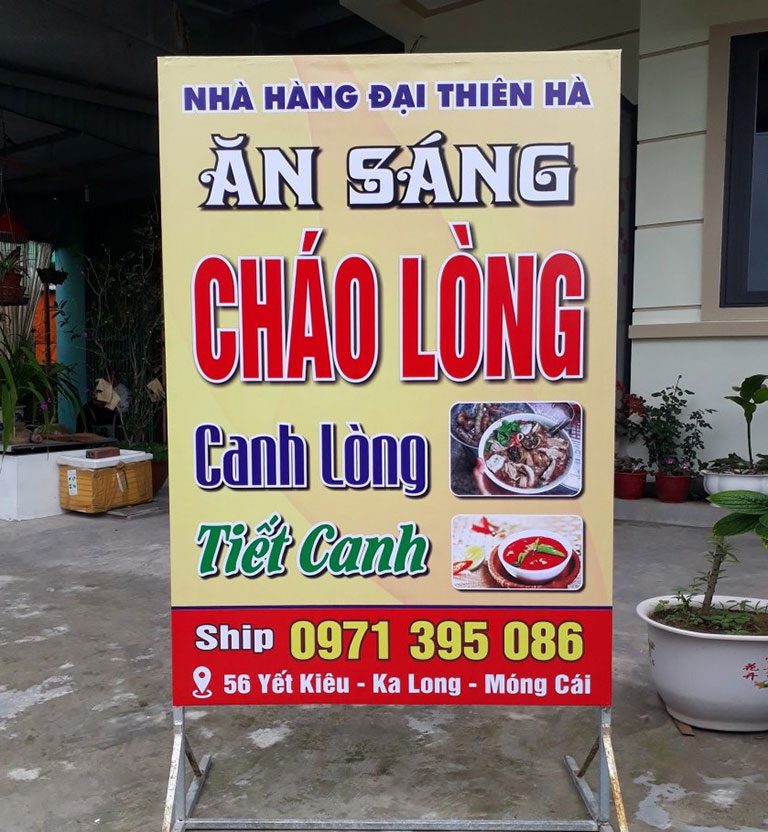 NHÀ HÀNG ĐẠI THIÊN HÀ
ĂN SÁNG
CHÁO LÒNG
Canh Lòng
Tiết Canh
Ship 0971 395 086
56 Yết Kiêu - Ka Long - Móng Cái